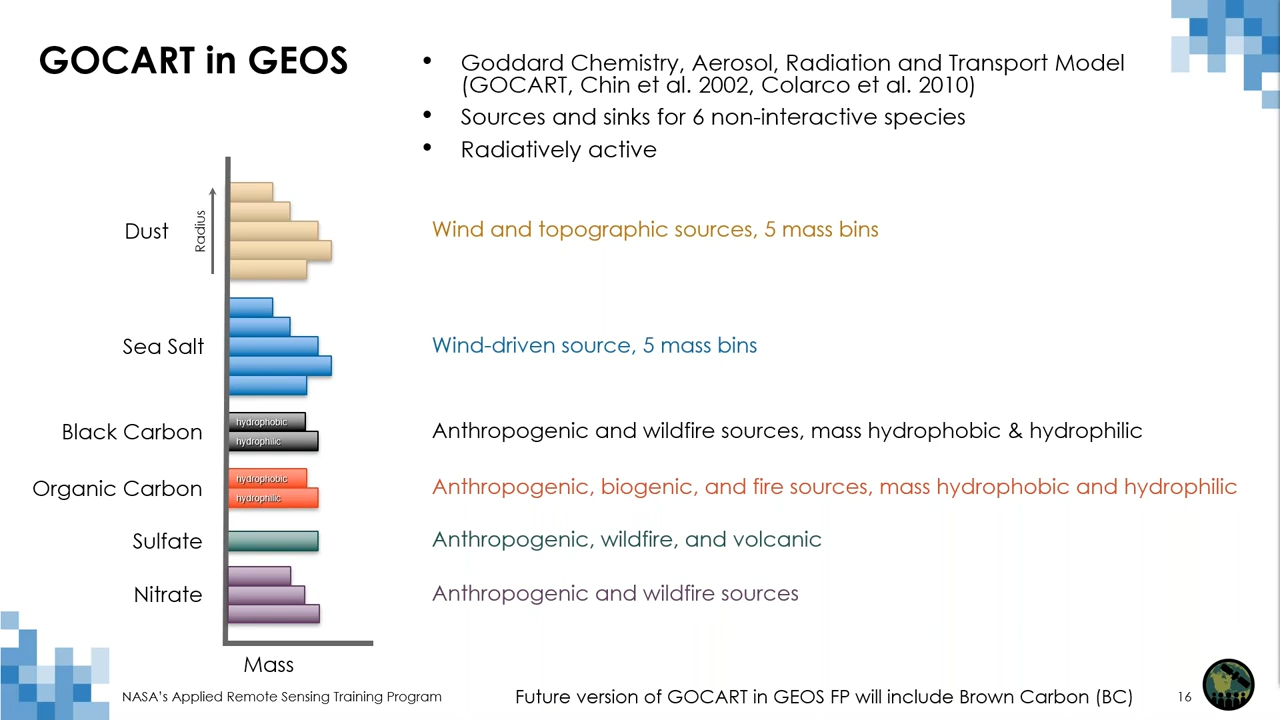 GOCART in GEOS
• Goddard Chemistry, Aerosol, Radiation and Transport Model
(GOCART, Chin et al. 2002, Colarco et al. 2010)
• Sources and sinks for 6 non-interactive species
• Radiatively active
Dust
Radius
Wind and topographic sources, 5 mass bins
Sea Salt
Wind-driven source, 5 mass bins
Black Carbon
hydrophobic
hydrophilic
Anthropogenic and wildfire sources, mass hydrophobic & hydrophilic
Organic Carbon
hydrophobic
hydrophilic
Anthropogenic, biogenic, and fire sources, mass hydrophobic and hydrophilic
Sulfate
Anthropogenic, wildfire, and volcanic
Nitrate
Anthropogenic and wildfire sources
Mass
NASA's Applied Remote Sensing Training Program
Future version of GOCART in GEOS FP will include Brown Carbon (BC)
16